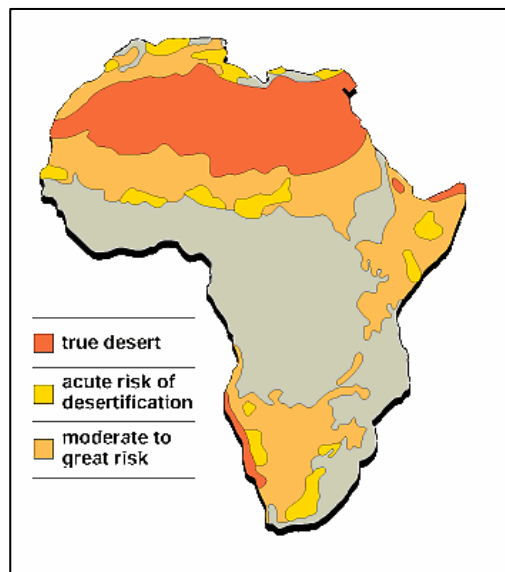 true desert
acute risk of
desertification
moderate to
great risk